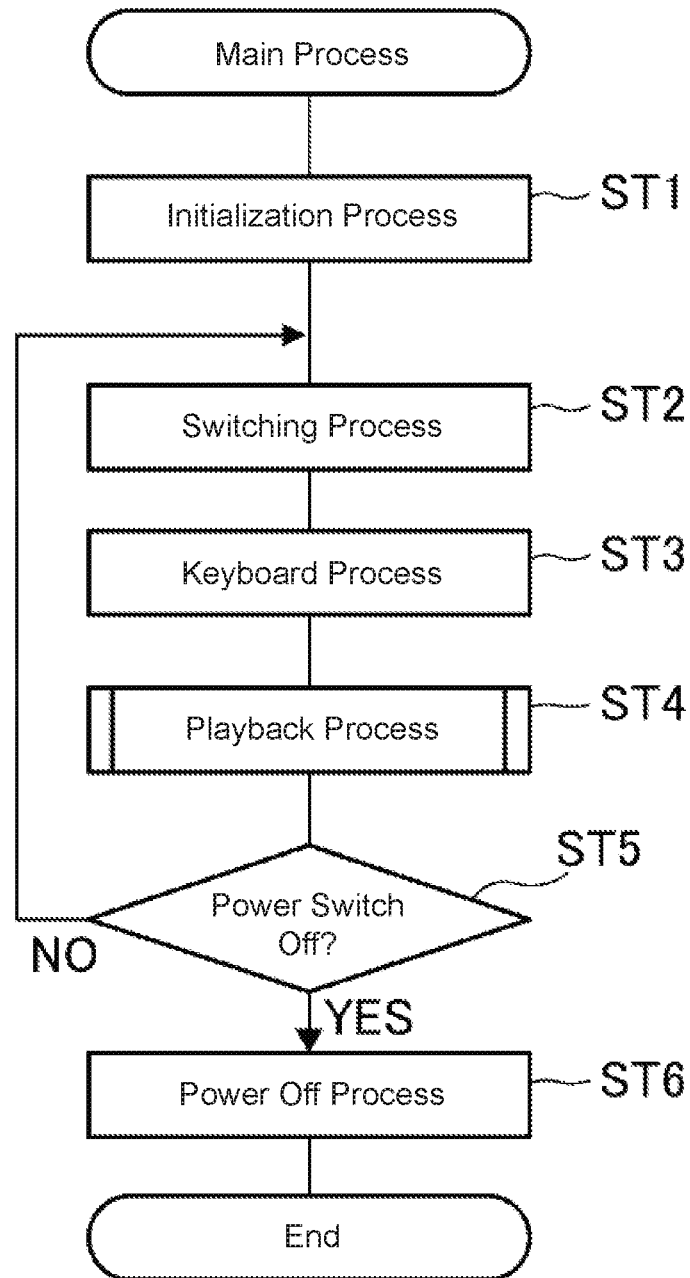 Main Process
Initialization Process
ST1
Switching Process
ST2
Keyboard Process
ST3
Playback Process
ST4
ST5
Power Switch
Off?
NO
YES
Power Off Process
ST6
End